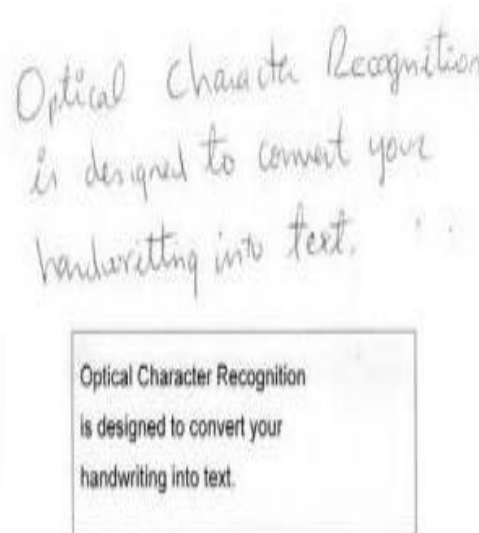 Optical Character Recognition
is designed to convert your
handwritting into text.
Optical Character Recognition
is designed to convert your
handwriting into text.